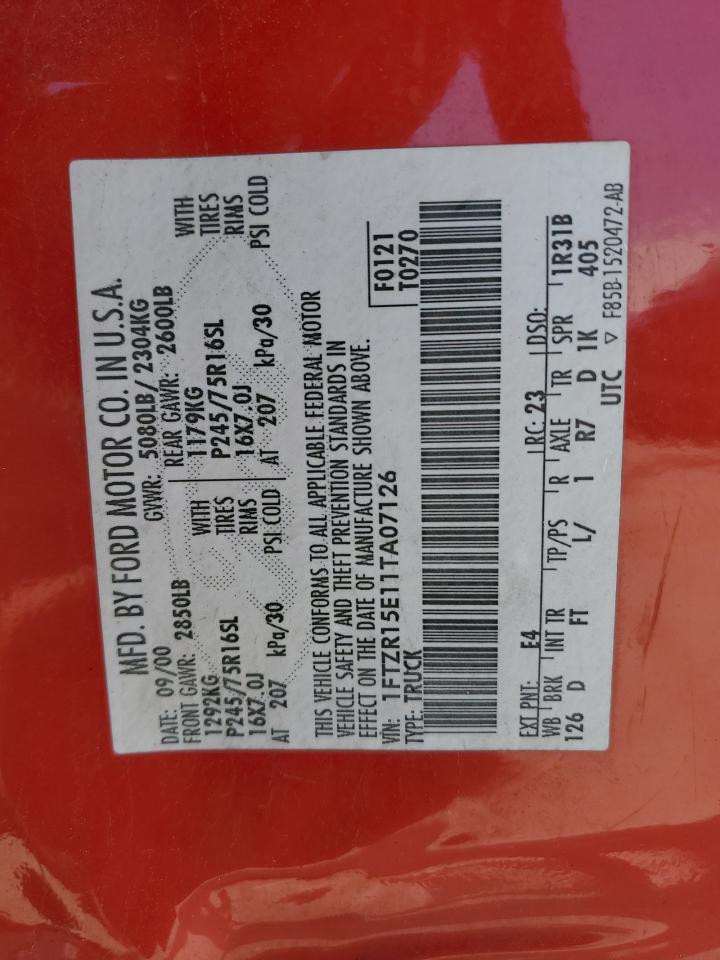 MFD. BY FORD MOTOR CO. IN U.S.A.
DATE: 09/00 GVWR: 5080LB/ 2304KG
FRONT GAWR: 2850LB REAR GAWR: 2600LB
1292KG WITH 1179KG WITH
P245/75R16SL TIRES P245/75R16SL TIRES
16X7.0J RIMS 16X7.0J RIMS
AT 207 kPa/30 PSI COLD AT 207 kPa/30 PSI COLD
THIS VEHICLE CONFORMS TO ALL APPLICABLE FEDERAL MOTOR
VEHICLE SAFETY AND THEFT PREVENTION STANDARDS IN
EFFECT ON THE DATE OF MANUFACTURE SHOWN ABOVE.
VIN: 1FTZR15E11TA07126 F0121
TYPE: TRUCK T0270
EXT PNT: E4 RC: 23 DSO:
WB BRK INT TR TP/PS R AXLE TR SPR 1R31B
126 D FT L/ 1 R7 D 1K 405
UTC ▽ F85B-1520472-AB